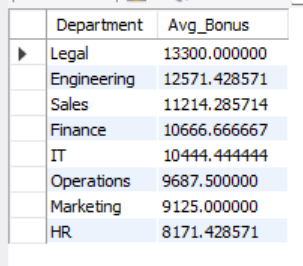 Department Avg_Bonus
Legal 13300.000000
Engineering 12571.428571
Sales 11214.285714
Finance 10666.666667
IT 10444.444444
Operations 9687.500000
Marketing 9125.000000
HR 8171.428571